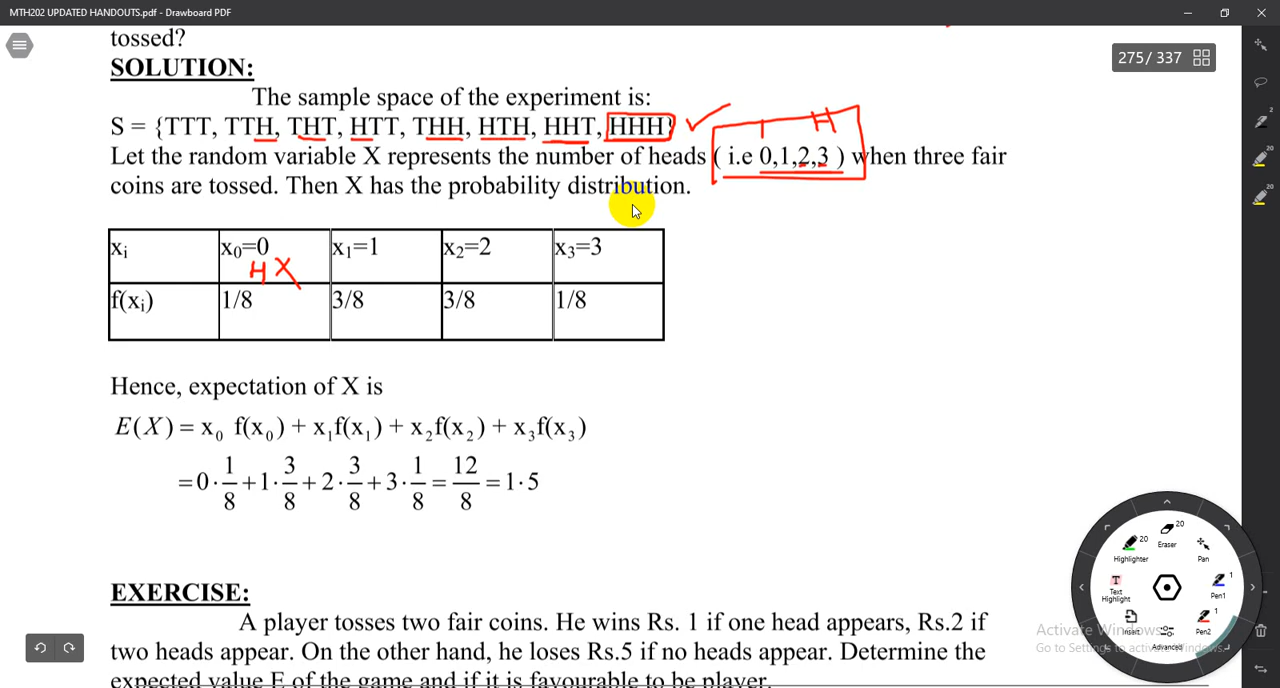 MTH202 UPDATED HANDOUTS.pdf - Drawboard PDF
275/ 337
tossed?
SOLUTION:
The sample space of the experiment is:
S = {TTT, TTH, THT, HTT, THH, HTH, HHT, HHH}
H
Let the random variable X represents the number of heads ( i.e 0,1,2,3 ) when three fair
coins are tossed. Then X has the probability distribution.
xi x0=0 x1=1 x2=2 x3=3
H X
f(xi) 1/8 3/8 3/8 1/8
Hence, expectation of X is
E(X) = x0 f(x0) + x1f(x1) + x2f(x2) + x3f(x3)
=0·1/8+1·3/8+2·3/8+3·1/8=12/8=1·5
EXERCISE:
A player tosses two fair coins. He wins Rs. 1 if one head appears, Rs.2 if
two heads appear. On the other hand, he loses Rs.5 if no heads appear. Determine the
expected value E of the game and if it is favourable to be player.
2
20
20
20
Eraser
20
Highlighter
Pan
T
Text
Highlight
1
Pen1
Insert
1
Pen2
Advanced
Activate Windows
Go to Settings to activate Windows.